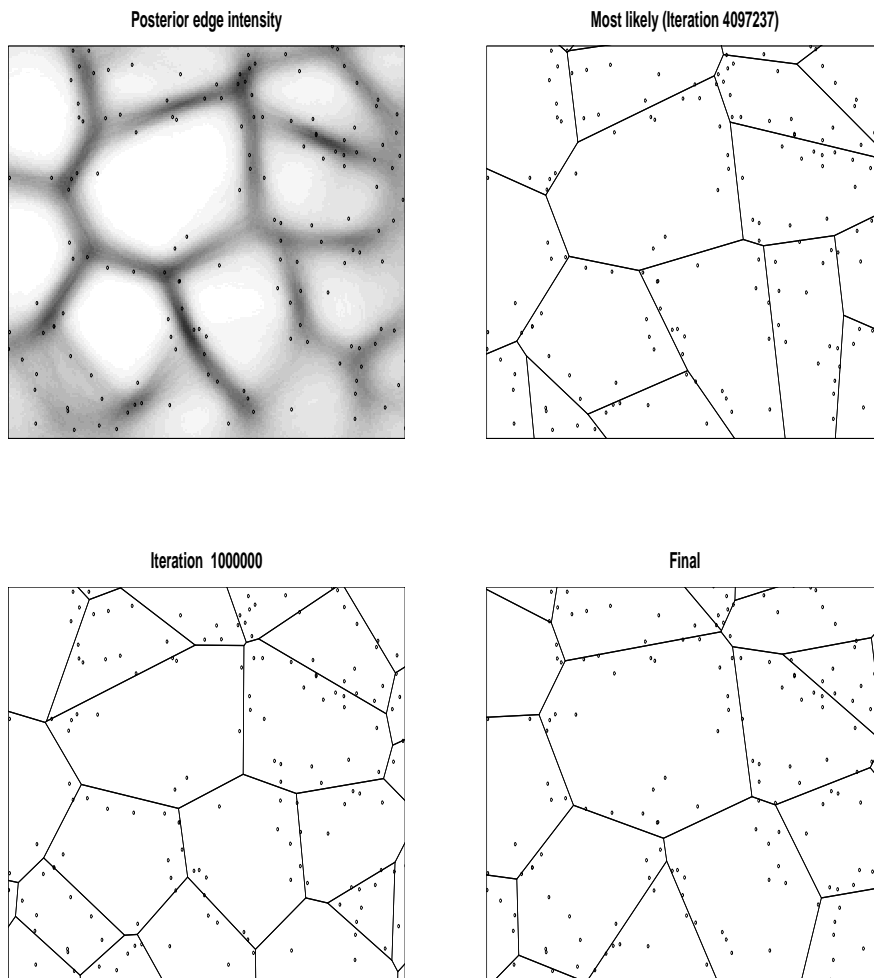 Posterior edge intensity
Most likely (Iteration 4097237)
Iteration 1000000
Final